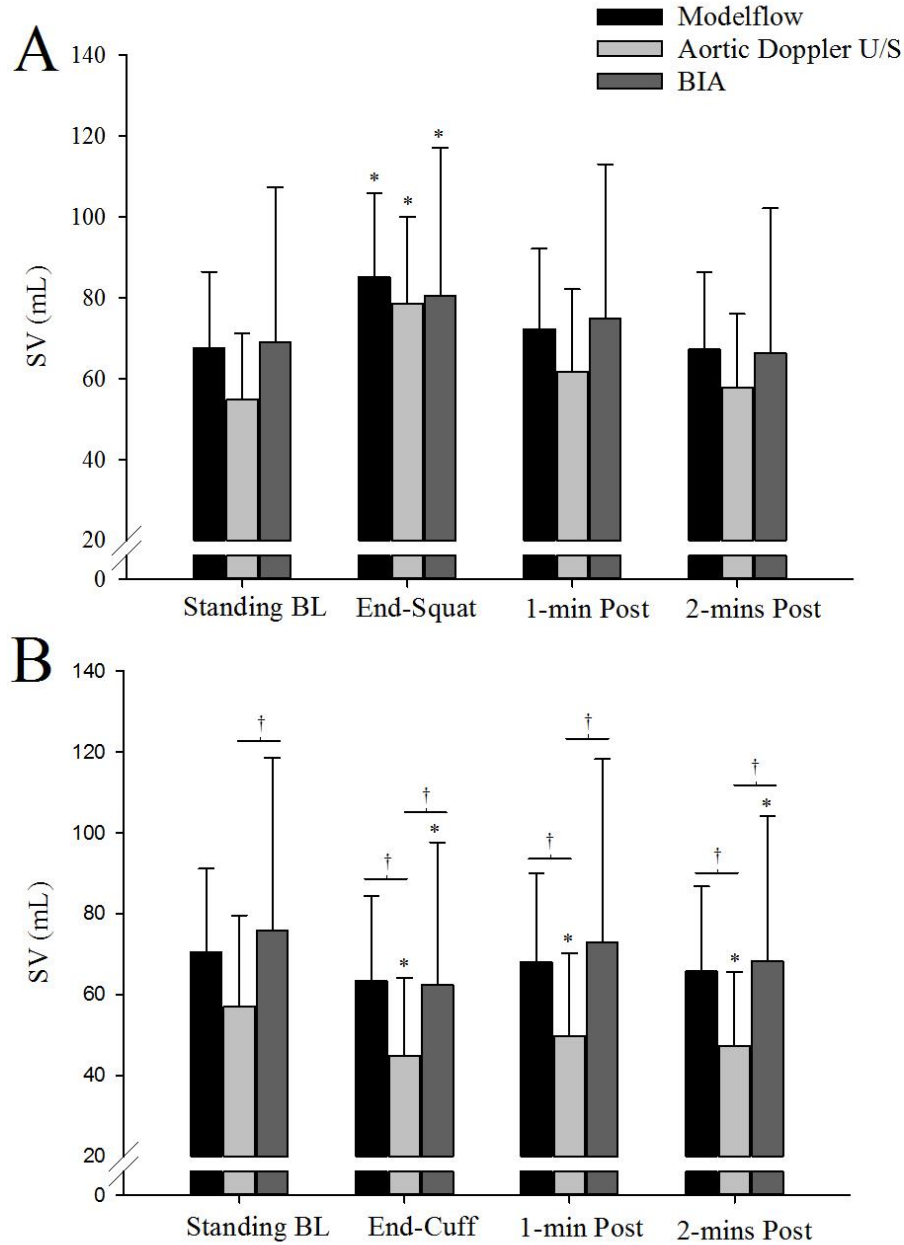 A
Modelflow
Aortic Doppler U/S
BIA
140
120
100
80
60
40
20
0
SV (mL)
* * *
Standing BL End-Squat 1-min Post 2-mins Post
B
140
120
100
80
60
40
20
0
SV (mL)
† †
† †
† † * *
† * *
*
Standing BL End-Cuff 1-min Post 2-mins Post